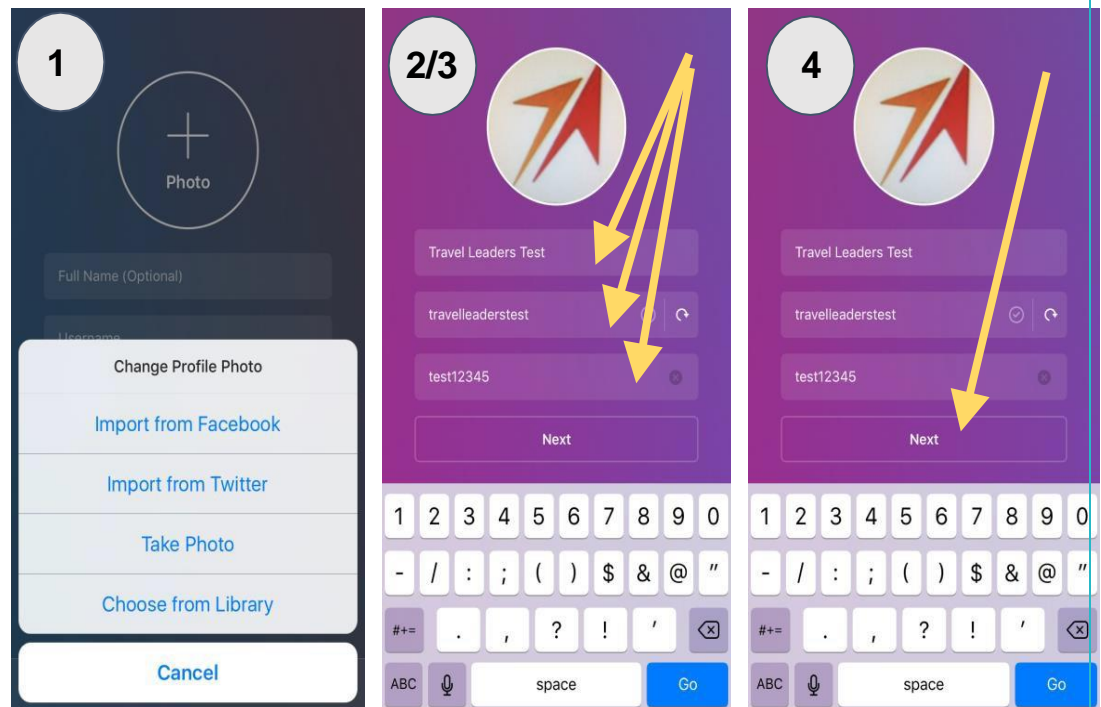 1
Photo
Full Name (Optional)
Username
Change Profile Photo
Import from Facebook
Import from Twitter
Take Photo
Choose from Library
Cancel
2/3
Travel Leaders Test
travelleaderstest
test12345
Next
1 2 3 4 5 6 7 8 9 0
- / : ; ( ) $ & @ "
#+= . , ? ! '
ABC space Go
4
Travel Leaders Test
travelleaderstest
test12345
Next
1 2 3 4 5 6 7 8 9 0
- / : ; ( ) $ & @ "
#+= . , ? ! '
ABC space Go